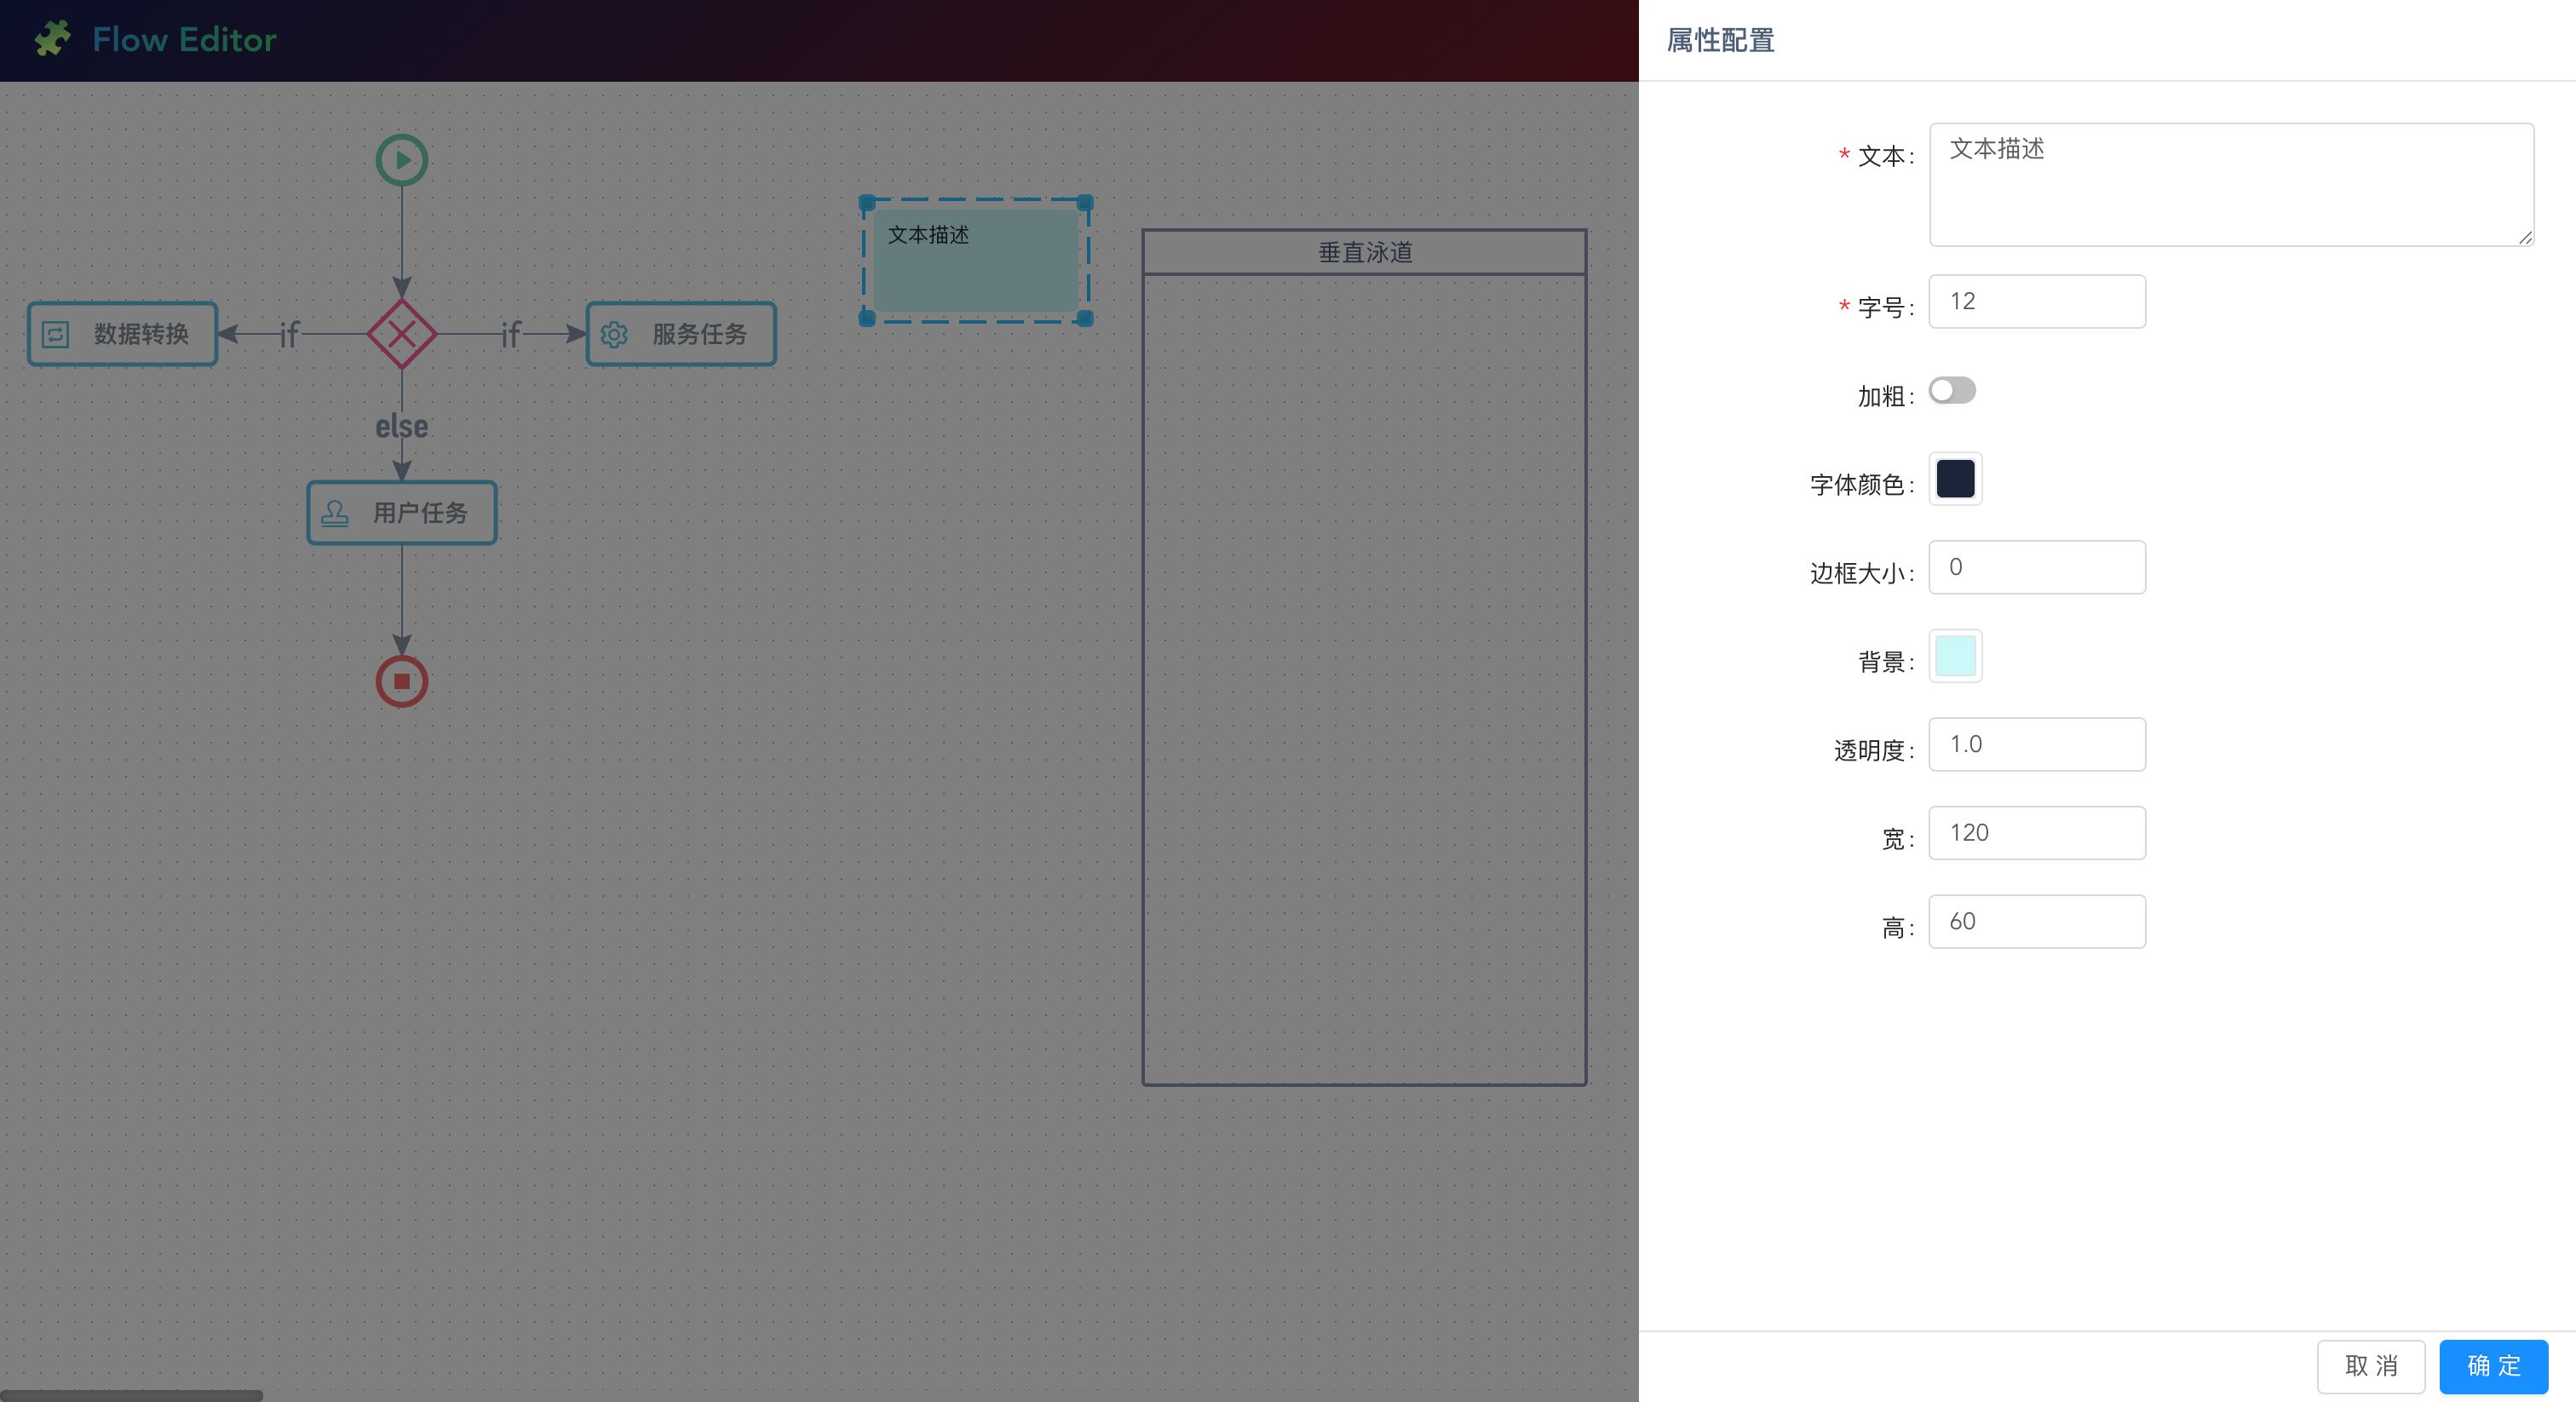 Flow Editor
文本描述
垂直泳道
数据转换
if
if
服务任务
else
用户任务
属性配置
* 文本:
文本描述
* 字号:
12
加粗:
字体颜色:
边框大小:
0
背景:
透明度:
1.0
宽:
120
高:
60
取 消
确 定